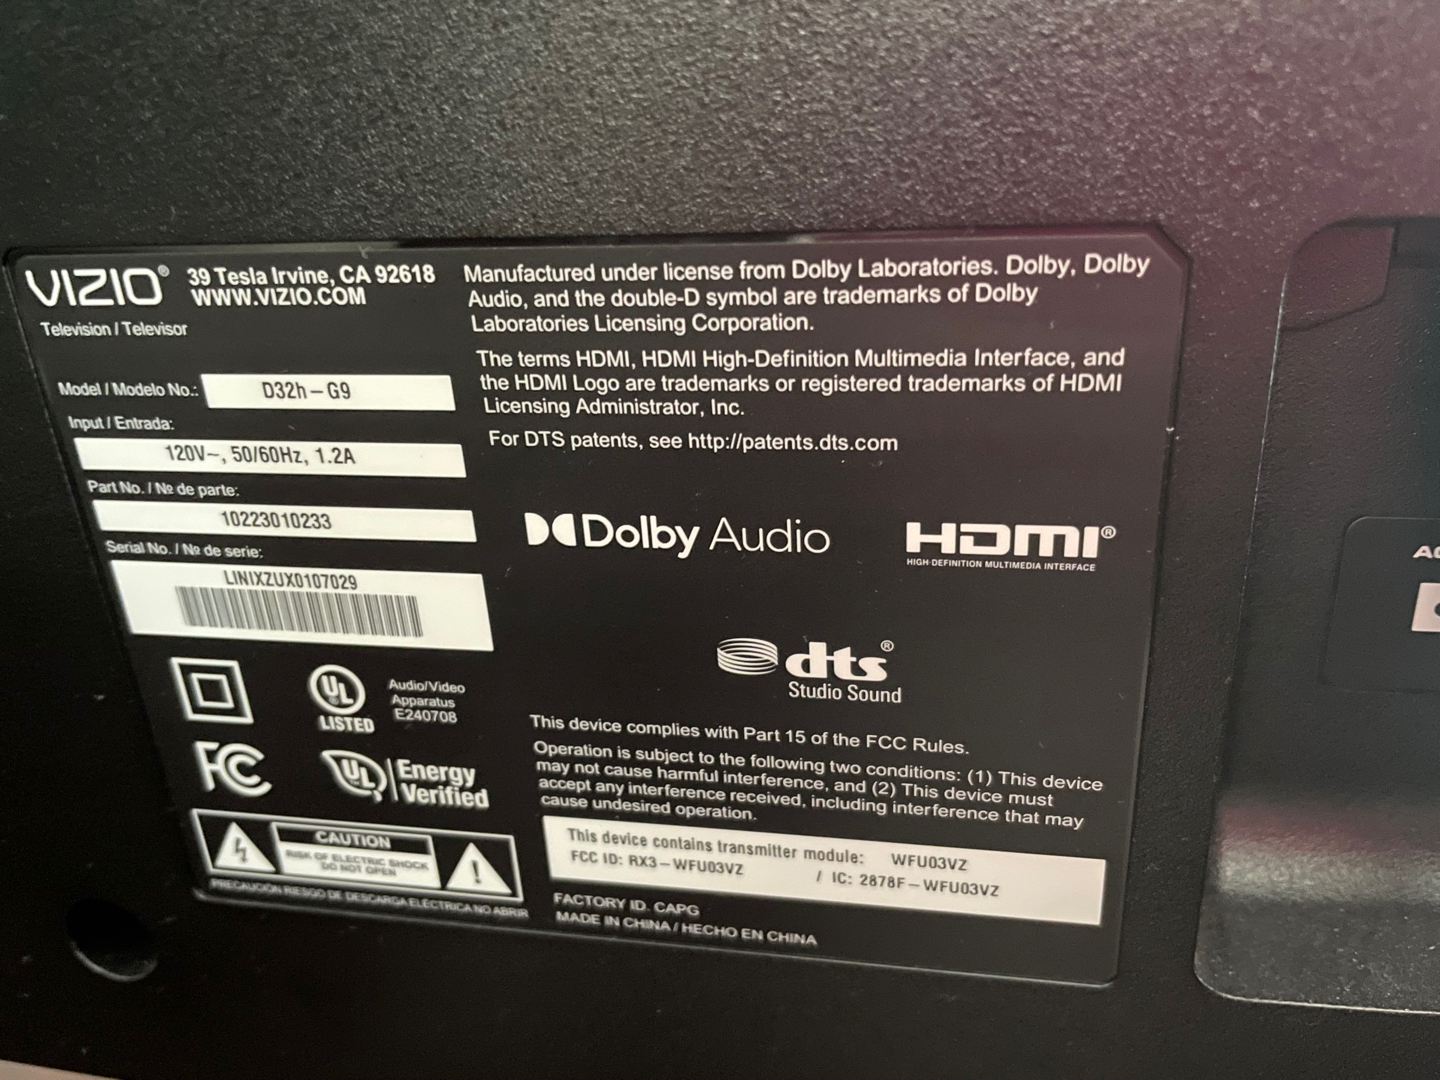 VIZIO®
39 Tesla Irvine, CA 92618
WWW.VIZIO.COM
Television / Televisor
Model / Modelo No.: D32h-G9
Input / Entrada:
120V~, 50/60Hz, 1.2A
Part No. / № de parte:
10223010233
Serial No. / № de serie:
LINIXZUX0107029
UL
®
LISTED
Audio/Video
Apparatus
E240708
FC
UL
Energy
Verified
CAUTION
RISK OF ELECTRIC SHOCK
DO NOT OPEN
!
PRECAUCIÓN RIESGO DE DESCARGA ELÉCTRICA NO ABRIR
Manufactured under license from Dolby Laboratories. Dolby, Dolby
Audio, and the double-D symbol are trademarks of Dolby
Laboratories Licensing Corporation.
The terms HDMI, HDMI High-Definition Multimedia Interface, and
the HDMI Logo are trademarks or registered trademarks of HDMI
Licensing Administrator, Inc.
For DTS patents, see http://patents.dts.com
Dolby Audio
HDMI®
HIGH-DEFINITION MULTIMEDIA INTERFACE
dts®
Studio Sound
This device complies with Part 15 of the FCC Rules.
Operation is subject to the following two conditions: (1) This device
may not cause harmful interference, and (2) This device must
accept any interference received, including interference that may
cause undesired operation.
This device contains transmitter module: WFU03VZ
FCC ID: RX3-WFU03VZ / IC: 2878F-WFU03VZ
FACTORY ID. CAPG
MADE IN CHINA / HECHO EN CHINA